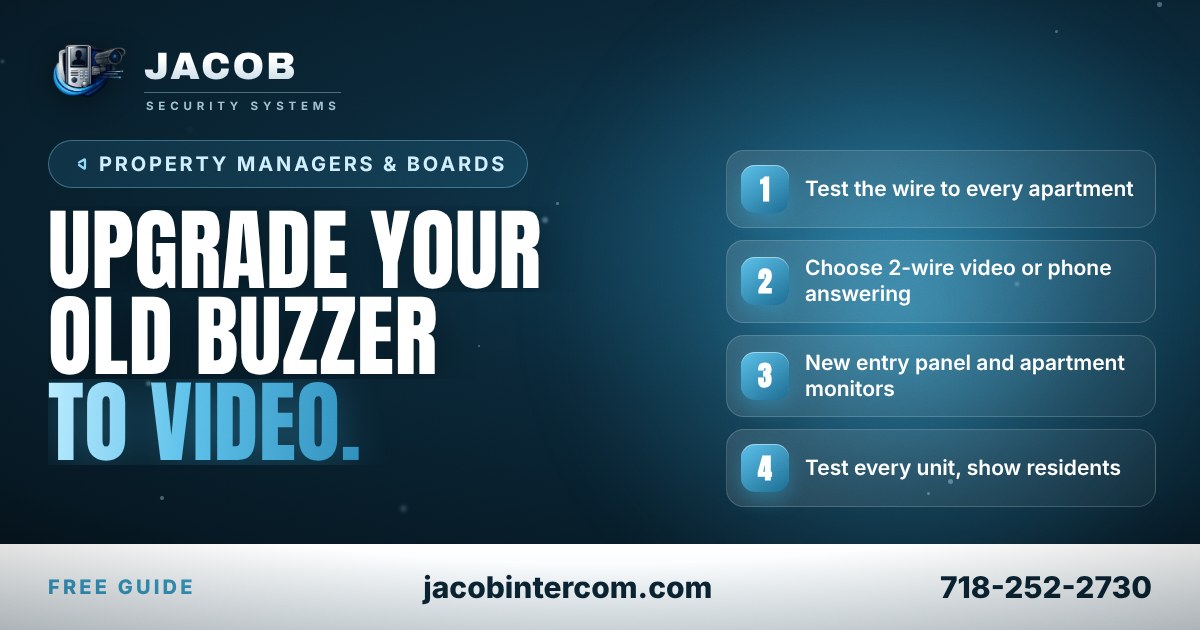 JACOB
SECURITY SYSTEMS
PROPERTY MANAGERS & BOARDS
UPGRADE YOUR
OLD BUZZER
TO VIDEO.
1
Test the wire to every apartment
2
Choose 2-wire video or phone
answering
3
New entry panel and apartment
monitors
4
Test every unit, show residents
FREE GUIDE
jacobintercom.com
718-252-2730